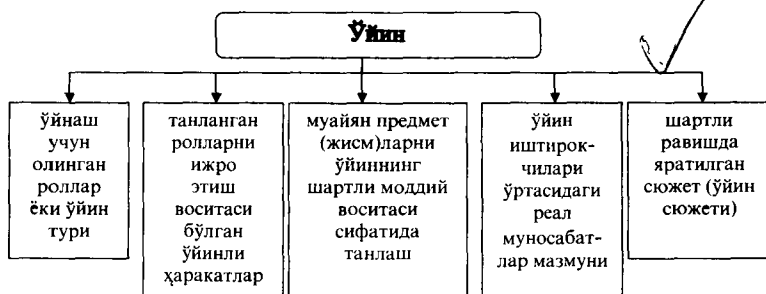 Ўйин
ўйнаш
учун
олинган
роллар
ёки ўйин
тури
танланган
ролларни
ижро
этиш
воситаси
бўлган
ўйинли
ҳаракатлар
муайян предмет
(жисм)ларни
ўйиннинг
шартли моддий
воситаси
сифатида
танлаш
ўйин
иштирок-
чилари
ўртасидаги
реал
муносабат-
лар мазмуни
шартли
равишда
яратилган
сюжет (ўйин
сюжети)